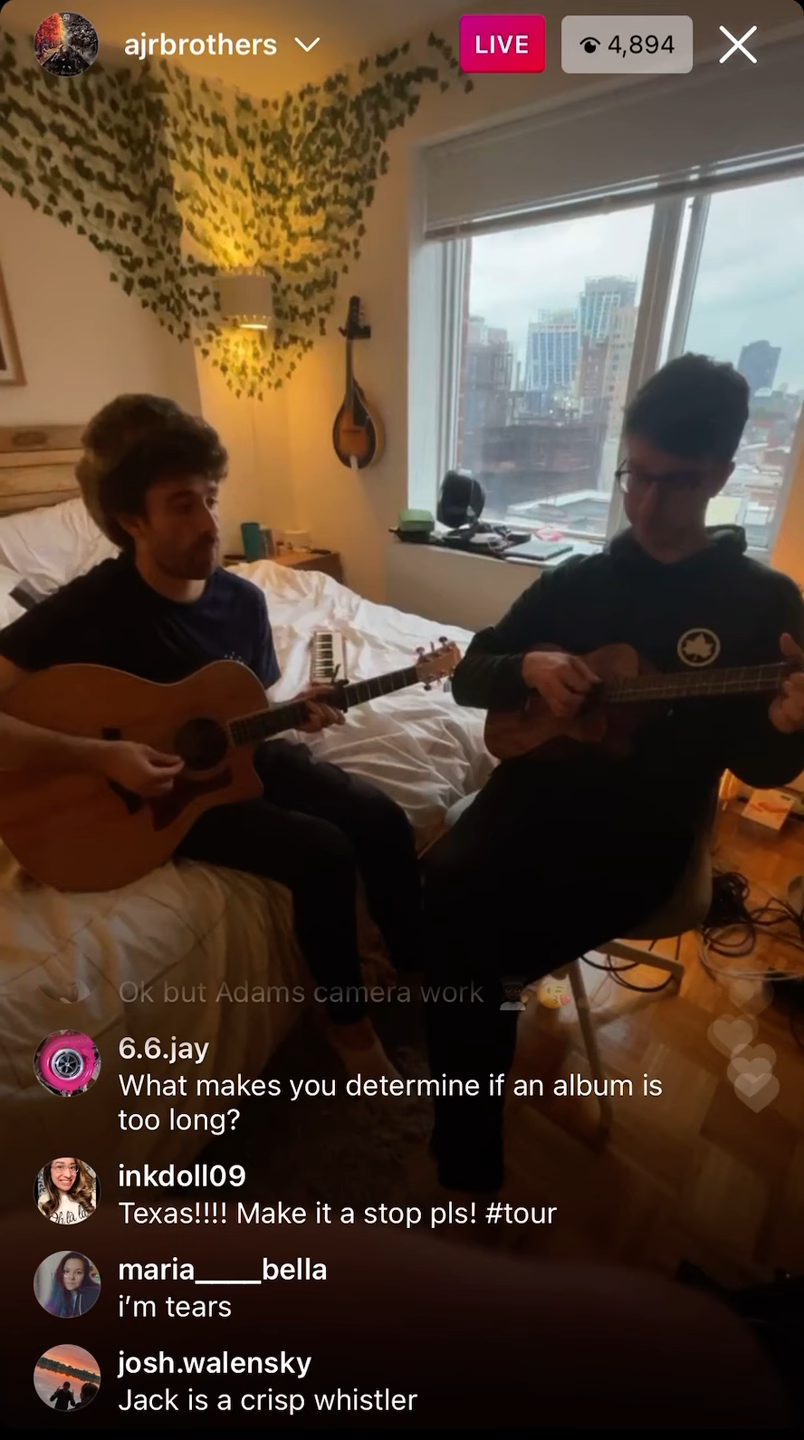 ajrbrothers
LIVE
4,894
Ok but Adams camera work
6.6.jay
What makes you determine if an album is
too long?
inkdoll09
Texas!!!! Make it a stop pls! #tour
maria____bella
i’m tears
josh.walensky
Jack is a crisp whistler